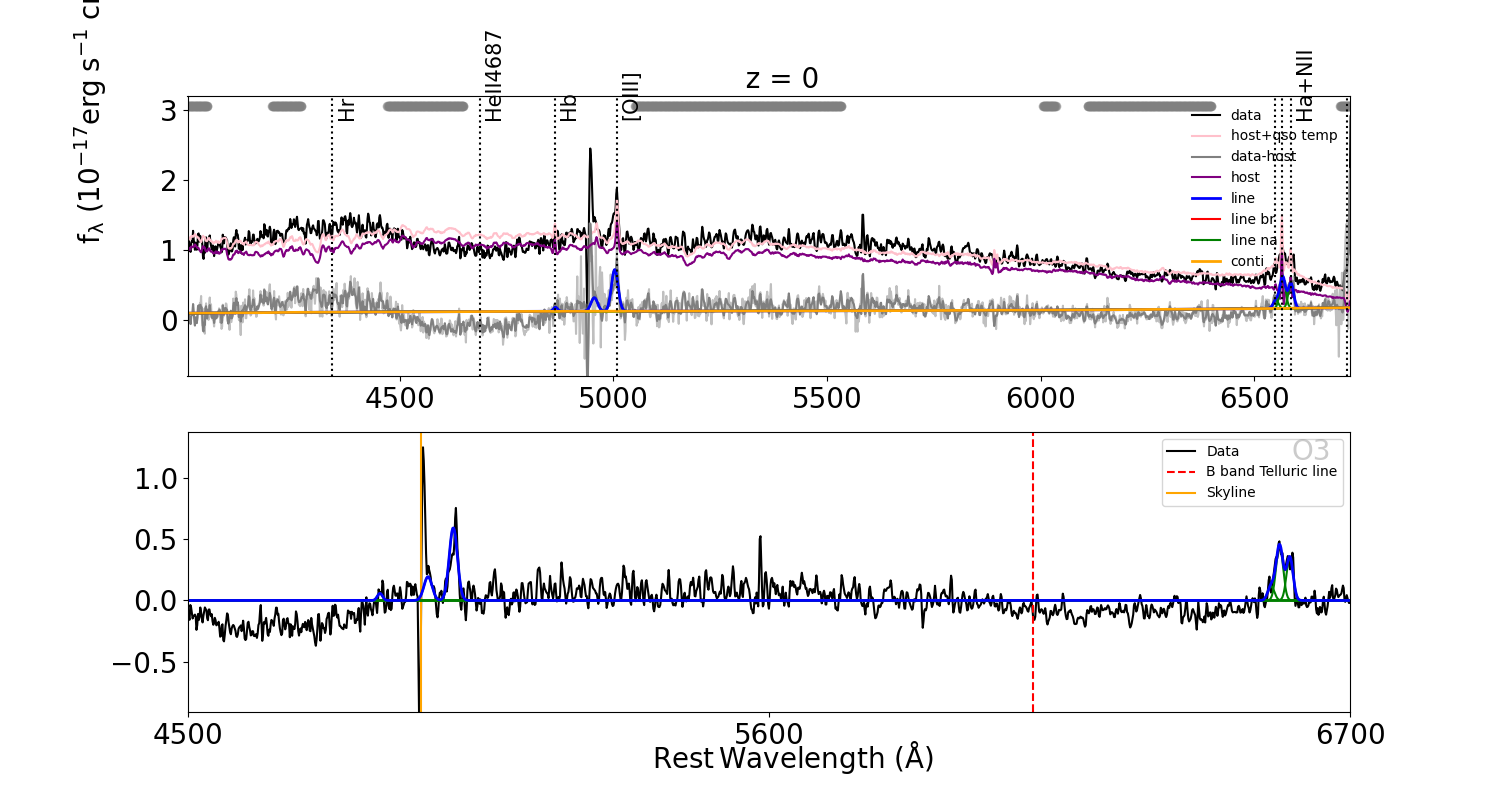 z = 0
f_λ (10^−17 erg s^−1 c
Hr
HeII4687
Hb
[OIII]
Ha+NII
3
2
1
0
data
host+qso temp
data-host
host
line
line br
line na
conti
4500
5000
5500
6000
6500
O3
Data
B band Telluric line
Skyline
1.0
0.5
0.0
−0.5
4500
5600
6700
Rest Wavelength (Å)